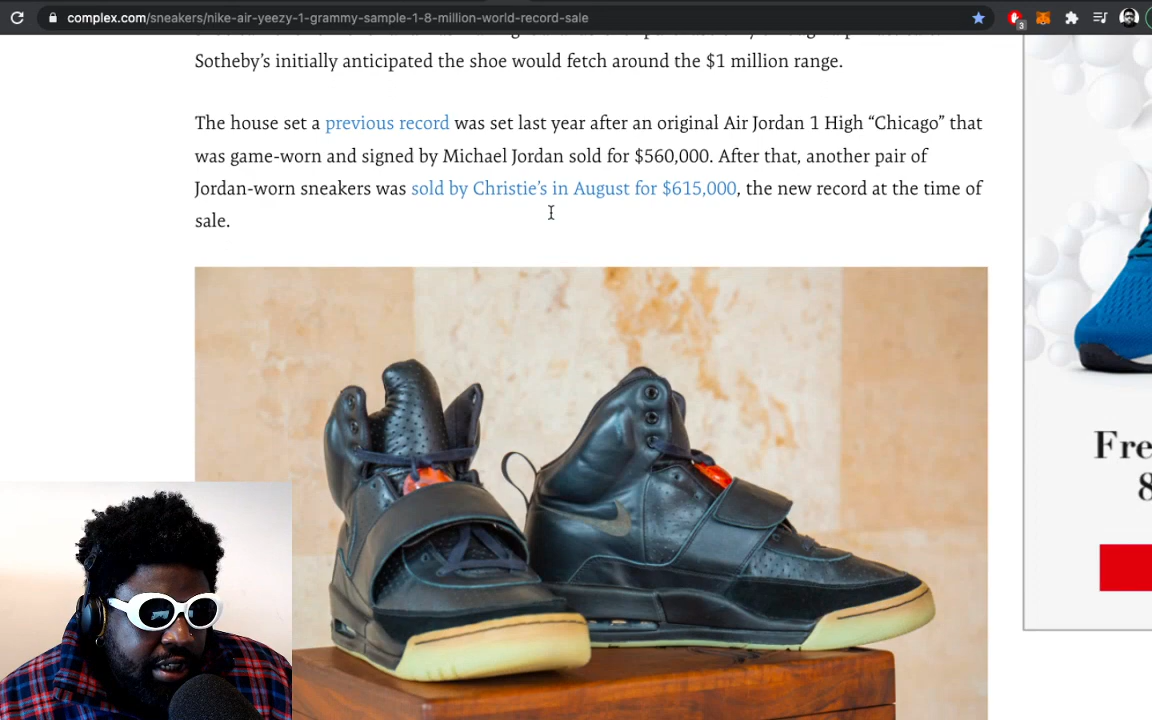 complex.com/sneakers/nike-air-yeezy-1-grammy-sample-1-8-million-world-record-sale
3
Sotheby’s initially anticipated the shoe would fetch around the $1 million range.
The house set a previous record was set last year after an original Air Jordan 1 High “Chicago” that
was game-worn and signed by Michael Jordan sold for $560,000. After that, another pair of
Jordan-worn sneakers was sold by Christie’s in August for $615,000, the new record at the time of
sale.
Fre
8